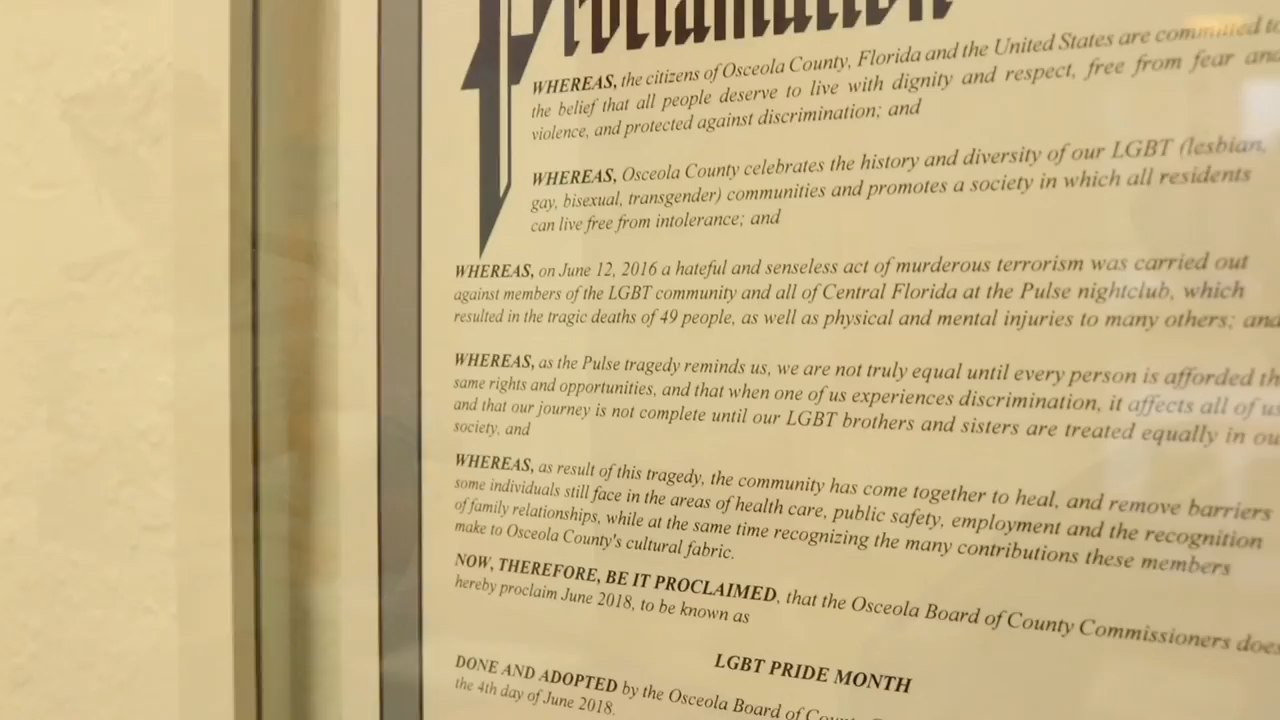 Proclamation
WHEREAS, the citizens of Osceola County, Florida and the United States are committed to
the belief that all people deserve to live with dignity and respect, free from fear and
violence, and protected against discrimination; and
WHEREAS, Osceola County celebrates the history and diversity of our LGBT (lesbian,
gay, bisexual, transgender) communities and promotes a society in which all residents
can live free from intolerance; and
WHEREAS, on June 12, 2016 a hateful and senseless act of murderous terrorism was carried out
against members of the LGBT community and all of Central Florida at the Pulse nightclub, which
resulted in the tragic deaths of 49 people, as well as physical and mental injuries to many others; and
WHEREAS, as the Pulse tragedy reminds us, we are not truly equal until every person is afforded th
same rights and opportunities, and that when one of us experiences discrimination, it affects all of us
and that our journey is not complete until our LGBT brothers and sisters are treated equally in ou
society, and
WHEREAS, as result of this tragedy, the community has come together to heal, and remove barriers
some individuals still face in the areas of health care, public safety, employment and the recognition
of family relationships, while at the same time recognizing the many contributions these members
make to Osceola County's cultural fabric.
NOW, THEREFORE, BE IT PROCLAIMED, that the Osceola Board of County Commissioners does
hereby proclaim June 2018, to be known as
LGBT PRIDE MONTH
DONE AND ADOPTED by the Osceola Board of County
the 4th day of June 2018.